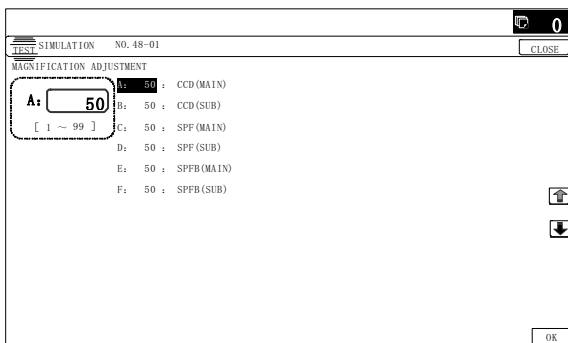 0
TEST SIMULATION NO.48-01
CLOSE
MAGNIFICATION ADJUSTMENT
A: 50
[ 1 ~ 99 ]
A: 50 : CCD(MAIN)
B: 50 : CCD(SUB)
C: 50 : SPF(MAIN)
D: 50 : SPF(SUB)
E: 50 : SPFB(MAIN)
F: 50 : SPFB(SUB)
OK